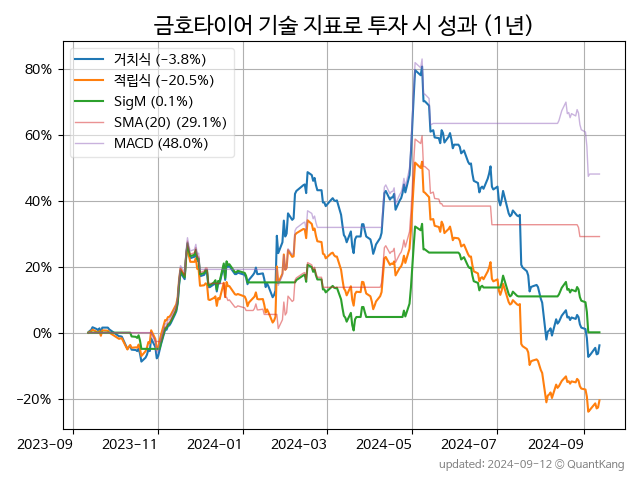 금호타이어 기술 지표로 투자 시 성과 (1년)
거치식 (−3.8%)
적립식 (−20.5%)
SigM (0.1%)
SMA(20) (29.1%)
MACD (48.0%)
80%
60%
40%
20%
0%
−20%
2023-09 2023-11 2024-01 2024-03 2024-05 2024-07 2024-09
updated: 2024-09-12 © QuantKang